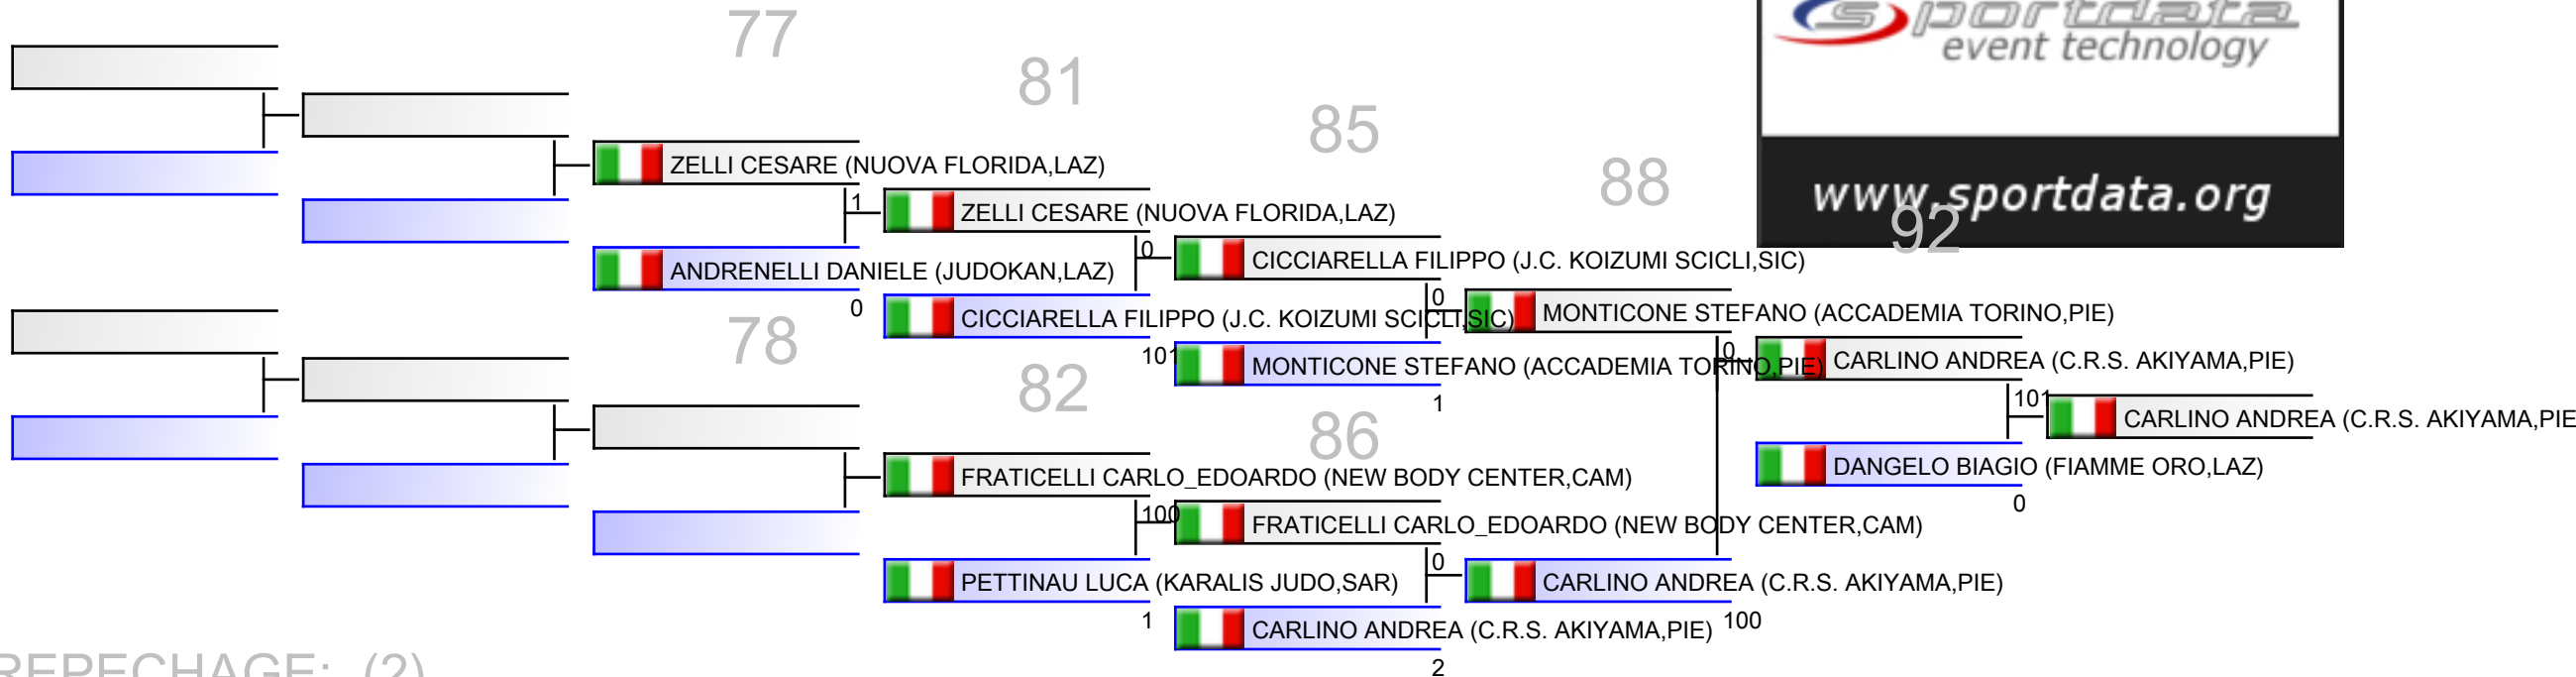 sportdata
event technology
www.sportdata.org
77
81
85
88
92
ZELLI CESARE (NUOVA FLORIDA,LAZ)
1
ZELLI CESARE (NUOVA FLORIDA,LAZ)
0
CICCIARELLA FILIPPO (J.C. KOIZUMI SCICLI,SIC)
ANDRENELLI DANIELE (JUDOKAN,LAZ)
0
0
MONTICONE STEFANO (ACCADEMIA TORINO,PIE)
CICCIARELLA FILIPPO (J.C. KOIZUMI SCICLI,SIC)
101
78
0
CARLINO ANDREA (C.R.S. AKIYAMA,PIE)
MONTICONE STEFANO (ACCADEMIA TORINO,PIE)
1
82
101
CARLINO ANDREA (C.R.S. AKIYAMA,PIE
86
DANGELO BIAGIO (FIAMME ORO,LAZ)
0
FRATICELLI CARLO_EDOARDO (NEW BODY CENTER,CAM)
100
FRATICELLI CARLO_EDOARDO (NEW BODY CENTER,CAM)
0
PETTINAU LUCA (KARALIS JUDO,SAR)
1
CARLINO ANDREA (C.R.S. AKIYAMA,PIE)
100
CARLINO ANDREA (C.R.S. AKIYAMA,PIE)
2
REPECHAGE: (2)